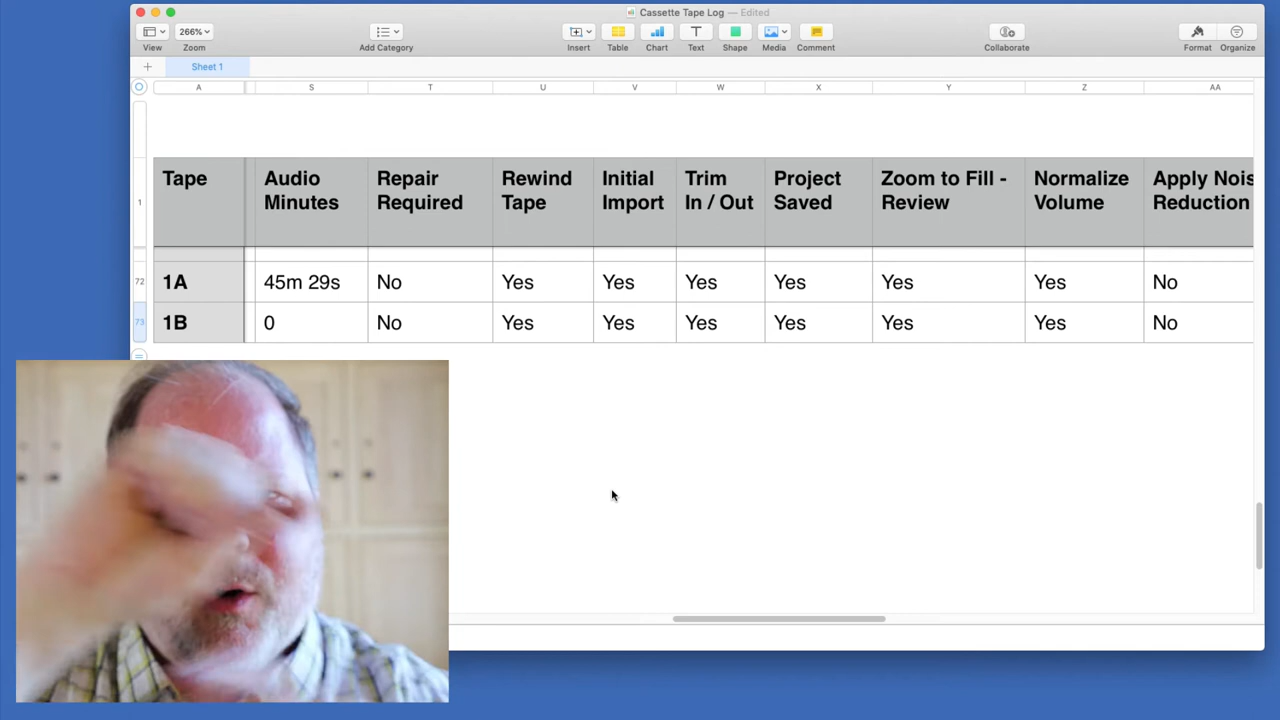 Cassette Tape Log — Edited
266%
View
Zoom
Add Category
Insert
Table
Chart
Text
Shape
Media
Comment
Collaborate
Format
Organize
Sheet 1
A S T U V W X Y Z AA
1
Tape
Audio Minutes
Repair Required
Rewind Tape
Initial Import
Trim In / Out
Project Saved
Zoom to Fill - Review
Normalize Volume
Apply Nois Reduction
72 1A 45m 29s No Yes Yes Yes Yes Yes Yes No
73 1B 0 No Yes Yes Yes Yes Yes Yes No